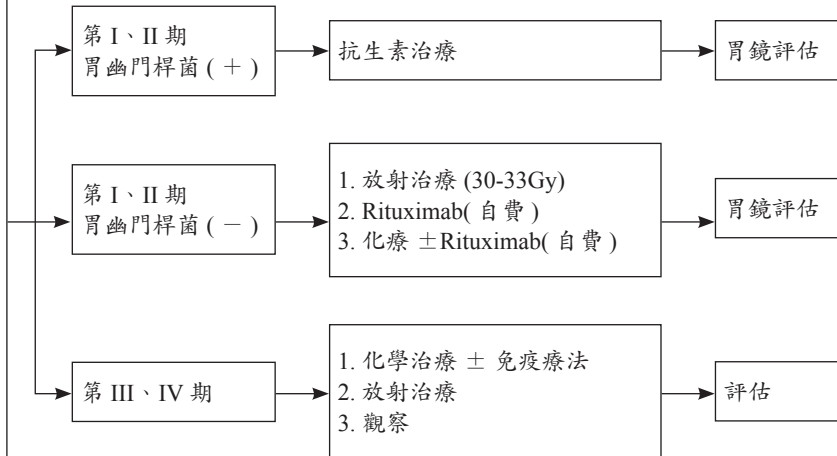 第 I、II 期
胃幽門桿菌 ( + )
抗生素治療
胃鏡評估
第 I、II 期
胃幽門桿菌 ( − )
1. 放射治療 (30-33Gy)
2. Rituximab( 自費 )
3. 化療 ±Rituximab( 自費 )
胃鏡評估
第 III、IV 期
1. 化學治療 ± 免疫療法
2. 放射治療
3. 觀察
評估